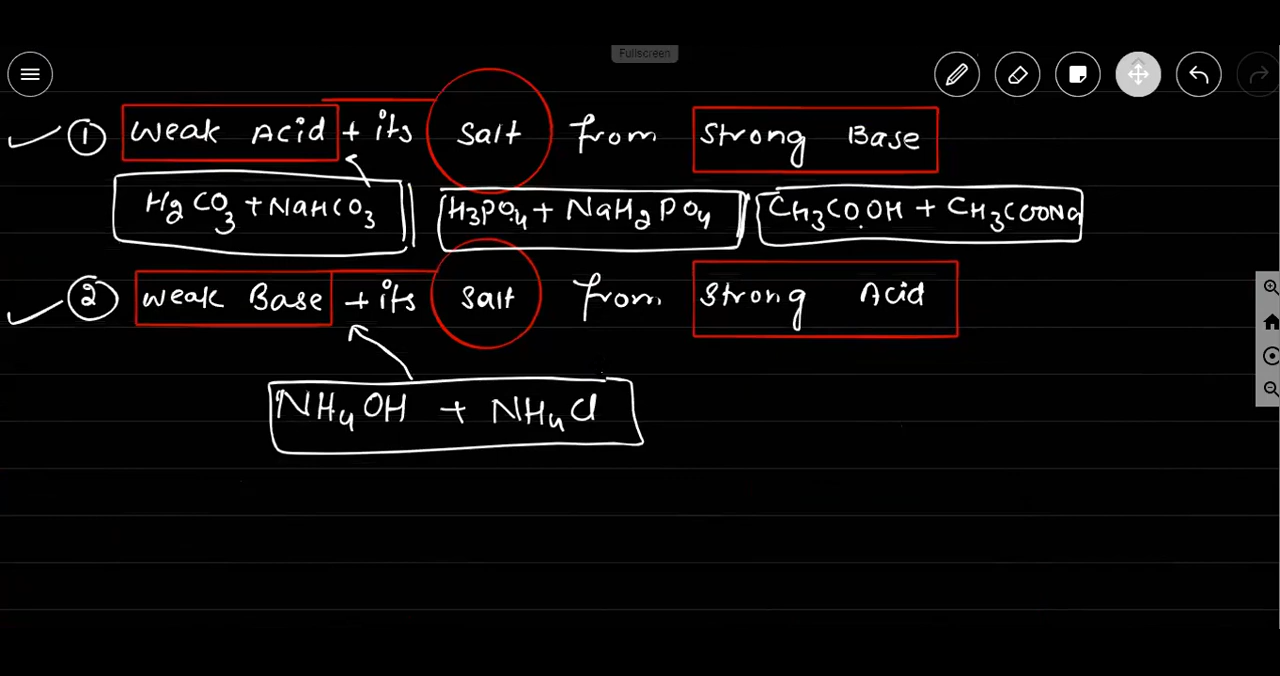 Fullscreen
① Weak Acid + its Salt from Strong Base
H2CO3 + NaHCO3 H3PO4 + NaH2PO4 CH3COOH + CH3COONa
② Weak Base + its Salt from Strong Acid
NH4OH + NH4Cl